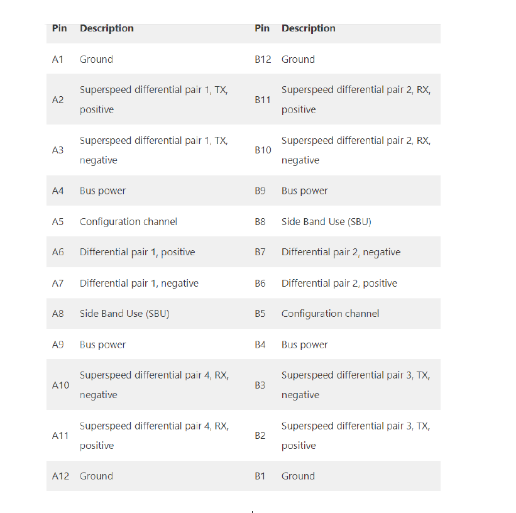 Pin Description Pin Description
A1 Ground B12 Ground
A2 Superspeed differential pair 1, TX, positive B11 Superspeed differential pair 2, RX, positive
A3 Superspeed differential pair 1, TX, negative B10 Superspeed differential pair 2, RX, negative
A4 Bus power B9 Bus power
A5 Configuration channel B8 Side Band Use (SBU)
A6 Differential pair 1, positive B7 Differential pair 2, negative
A7 Differential pair 1, negative B6 Differential pair 2, positive
A8 Side Band Use (SBU) B5 Configuration channel
A9 Bus power B4 Bus power
A10 Superspeed differential pair 4, RX, negative B3 Superspeed differential pair 3, TX, negative
A11 Superspeed differential pair 4, RX, positive B2 Superspeed differential pair 3, TX, positive
A12 Ground B1 Ground